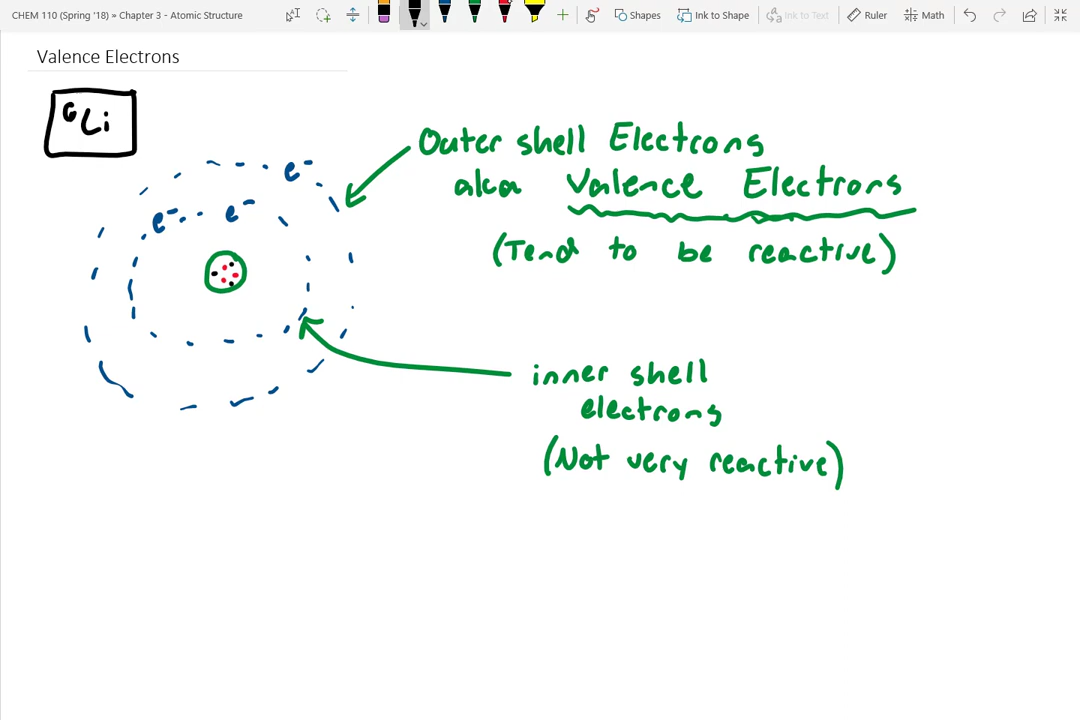 CHEM 110 (Spring '18) » Chapter 3 - Atomic Structure
Shapes
Ink to Shape
Ink to Text
Ruler
Math
Valence Electrons
⁶Li
Outer shell Electrons
aka Valence Electrons
(Tend to be reactive)
e⁻
e⁻ e⁻
inner shell
electrons
(Not very reactive)